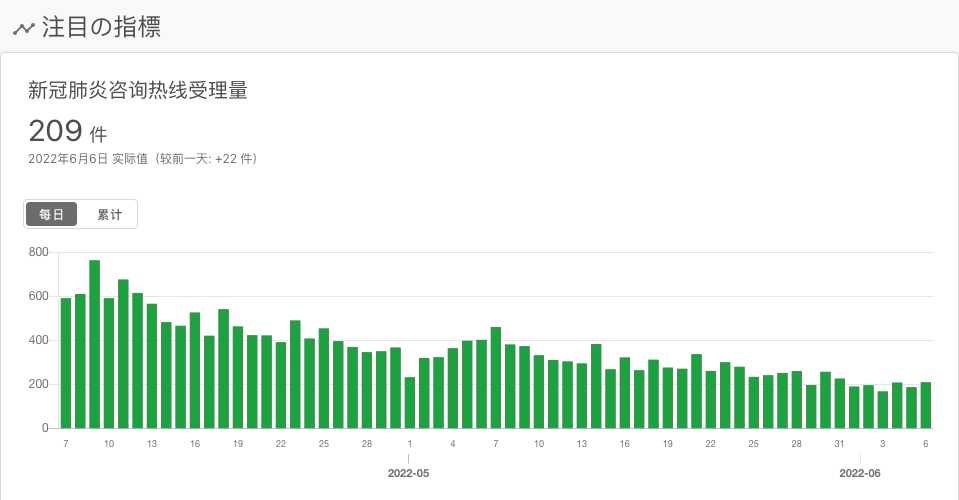 注目の指標
新冠肺炎咨询热线受理量
209 件
2022年6月6日 实际值（较前一天: +22 件）
每日 累计
800
600
400
200
0
7 10 13 16 19 22 25 28 1 4 7 10 13 16 19 22 25 28 31 3 6
2022-05 2022-06